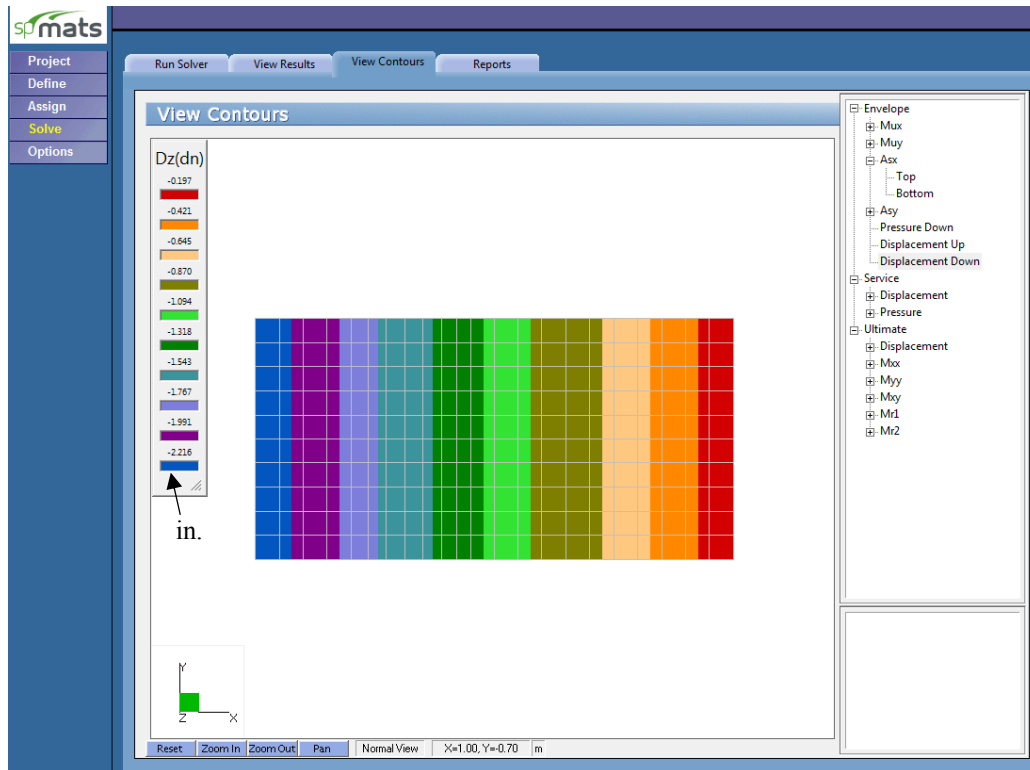 spmats
Project
Define
Assign
Solve
Options
Run Solver
View Results
View Contours
Reports
View Contours
Dz(dn)
-0.197
-0.421
-0.645
-0.870
-1.094
-1.318
-1.543
-1.767
-1.991
-2.216
in.
Y
Z
X
Reset
Zoom In
Zoom Out
Pan
Normal View
X=1.00, Y=-0.70
m
Envelope
Mux
Muy
Asx
Top
Bottom
Asy
Pressure Down
Displacement Up
Displacement Down
Service
Displacement
Pressure
Ultimate
Displacement
Mxx
Myy
Mxy
Mr1
Mr2